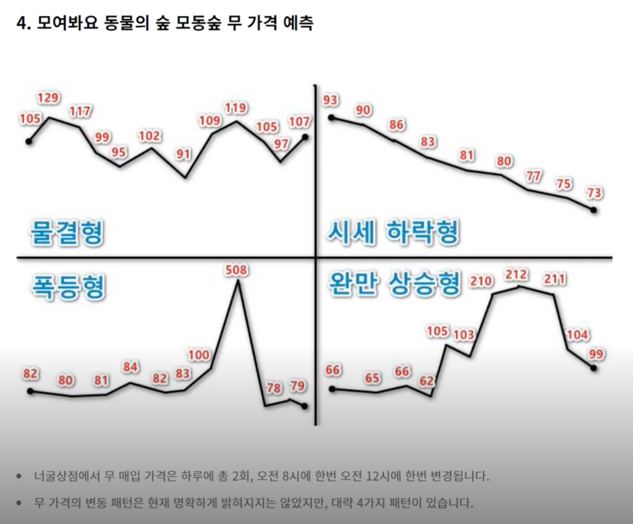 4. 모여봐요 동물의 숲 모동숲 무 가격 예측
105 129 117 99 95 102 91 109 119 105 97 107
물결형
93 90 86 83 81 80 77 75 73
시세 하락형
폭등형
82 80 81 84 82 83 100 508 78 79
완만 상승형
66 65 66 62 105 103 210 212 211 104 99
너굴상점에서 무 매입 가격은 하루에 총 2회, 오전 8시에 한번 오전 12시에 한번 변경됩니다.
무 가격의 변동 패턴은 현재 명확하게 밝혀지지는 않았지만, 대략 4가지 패턴이 있습니다.